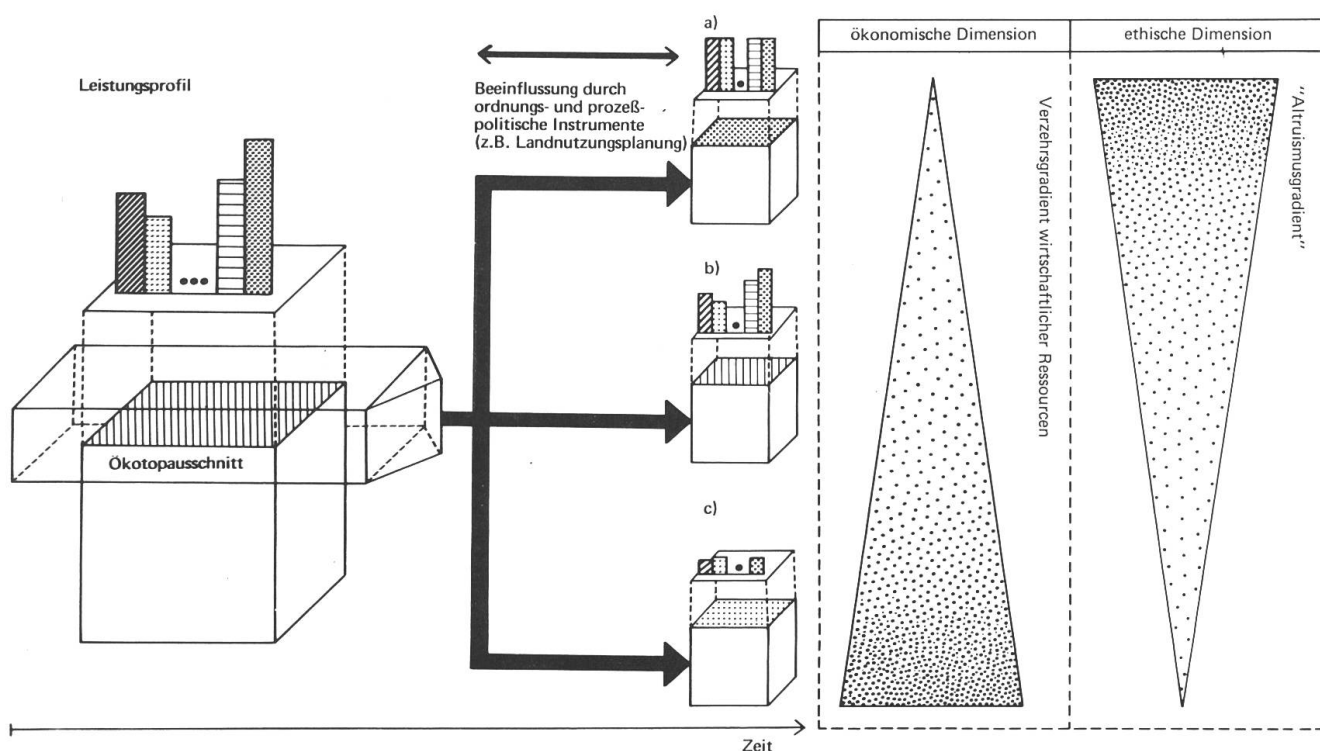 Leistungsprofil
Ökotopausschnitt
Beeinflussung durch
ordnungs- und prozeß-
politische Instrumente
(z.B. Landnutzungsplanung)
a)
b)
c)
Zeit
ökonomische Dimension
ethische Dimension
Verzehrsgradient wirtschaftlicher Ressourcen
"Altruismusgradient"